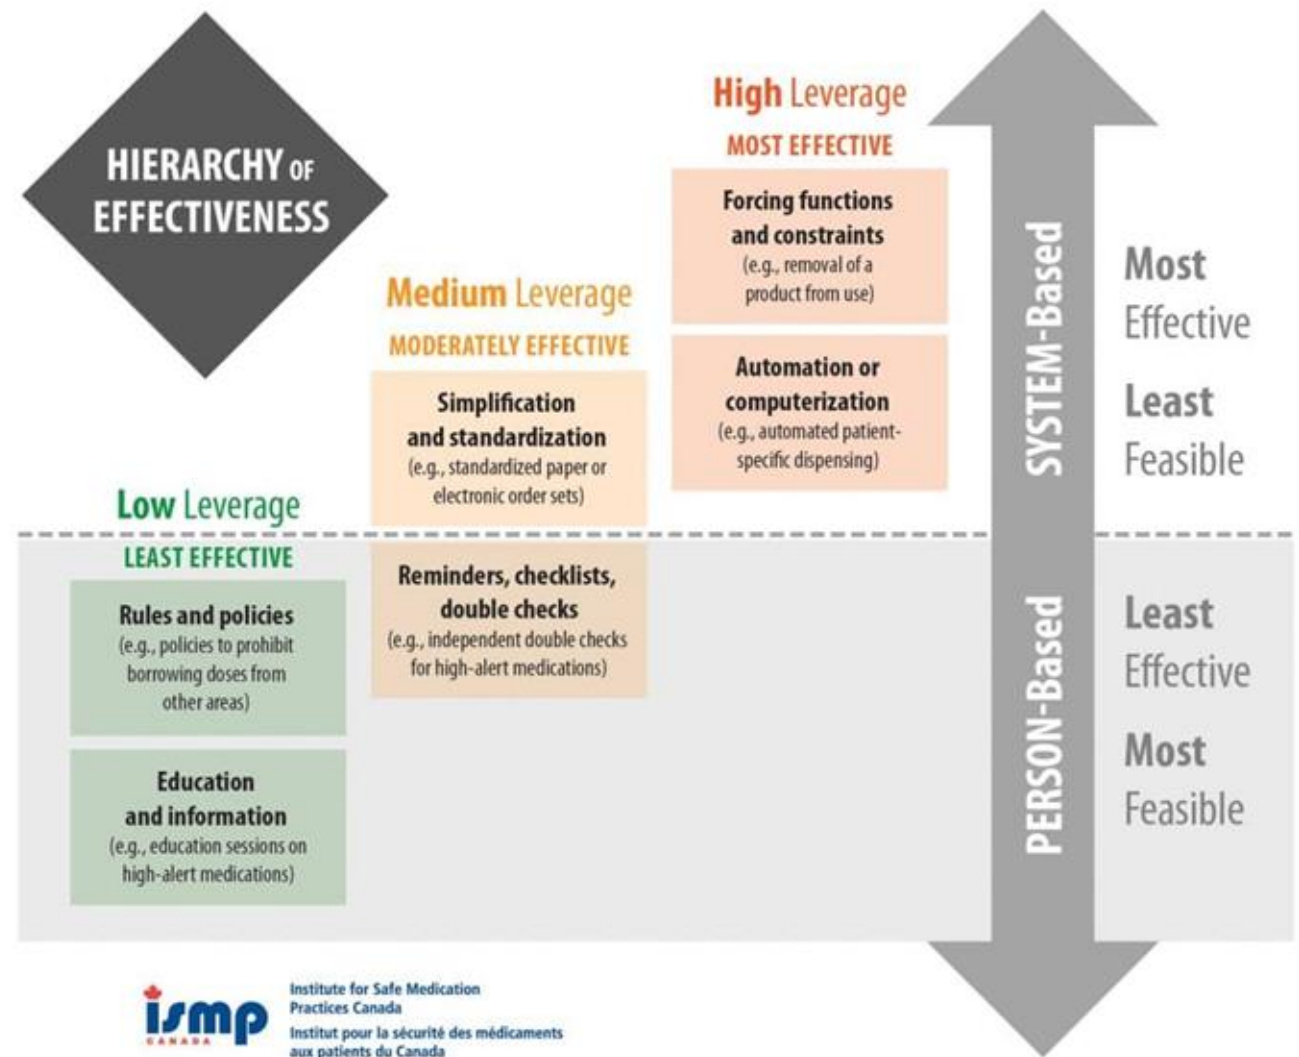 HIERARCHY OF
EFFECTIVENESS
High Leverage
MOST EFFECTIVE
Forcing functions
and constraints
(e.g., removal of a
product from use)
Automation or
computerization
(e.g., automated patient-
specific dispensing)
Medium Leverage
MODERATELY EFFECTIVE
Simplification
and standardization
(e.g., standardized paper or
electronic order sets)
Reminders, checklists,
double checks
(e.g., independent double checks
for high-alert medications)
Low Leverage
LEAST EFFECTIVE
Rules and policies
(e.g., policies to prohibit
borrowing doses from
other areas)
Education
and information
(e.g., education sessions on
high-alert medications)
SYSTEM-Based
PERSON-Based
Most
Effective
Least
Feasible
Least
Effective
Most
Feasible
ismp
CANADA
Institute for Safe Medication
Practices Canada
Institut pour la sécurité des médicaments
aux patients du Canada